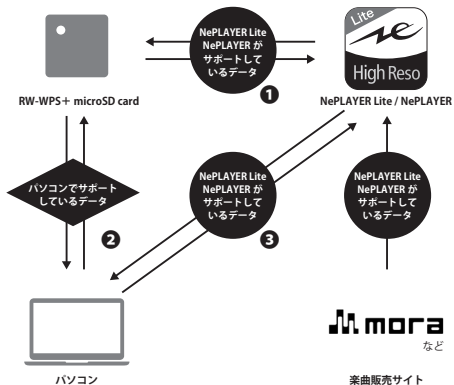 NePLAYER Lite
NePLAYER が
サポートして
いるデータ
❶
Lite
High Reso
RW-WPS＋ microSD card
NePLAYER Lite / NePLAYER
パソコンでサポート
しているデータ
❷
NePLAYER Lite
NePLAYER が
サポートして
いるデータ
❸
NePLAYER Lite
NePLAYER が
サポートして
いるデータ
mora
など
パソコン
楽曲販売サイト